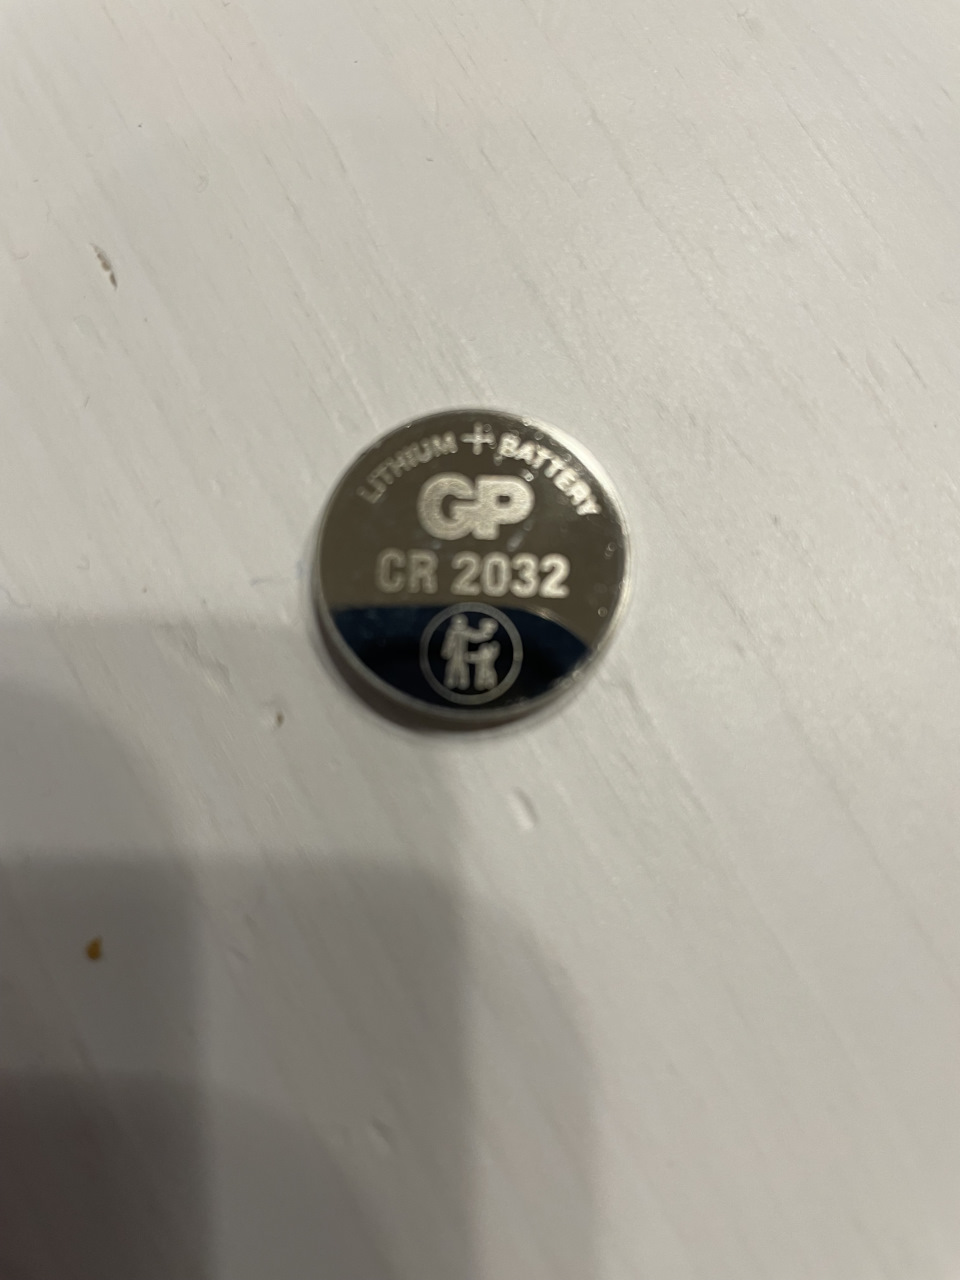 LITHIUM + BATTERY
GP
CR 2032